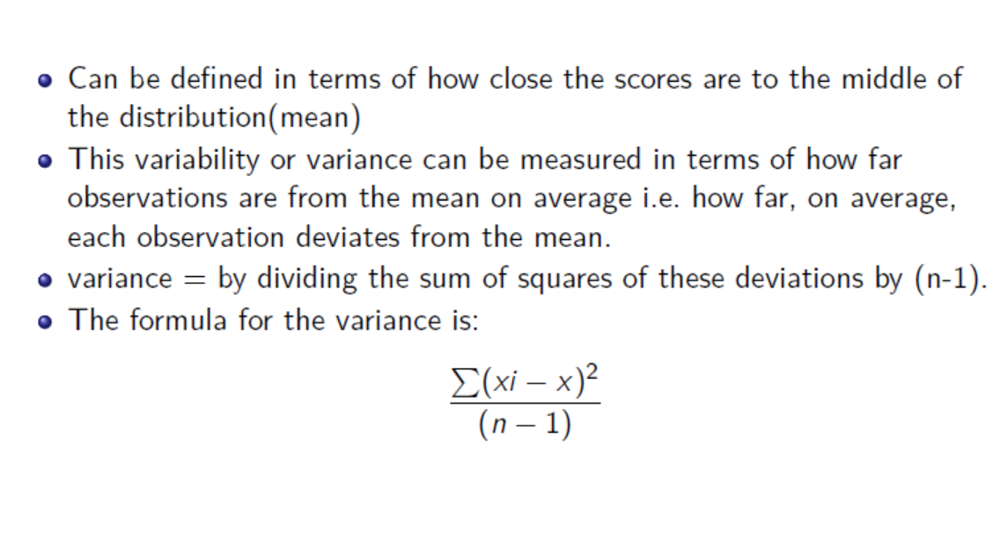 • Can be defined in terms of how close the scores are to the middle of
the distribution(mean)
• This variability or variance can be measured in terms of how far
observations are from the mean on average i.e. how far, on average,
each observation deviates from the mean.
• variance = by dividing the sum of squares of these deviations by (n-1).
• The formula for the variance is:
∑(xi − x)²
(n − 1)